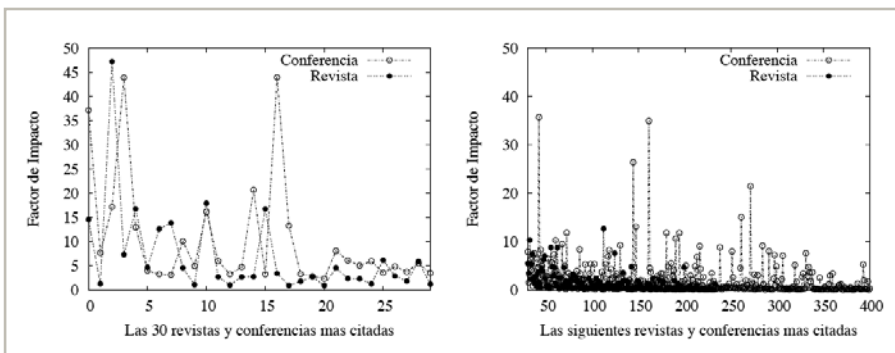 50
45
40
35
30
25
20
15
10
5
0
Factor de Impacto
Conferencia
Revista
0 5 10 15 20 25
Las 30 revistas y conferencias mas citadas
50
40
30
20
10
0
Factor de Impacto
Conferencia
Revista
50 100 150 200 250 300 350 400
Las siguientes revistas y conferencias mas citadas